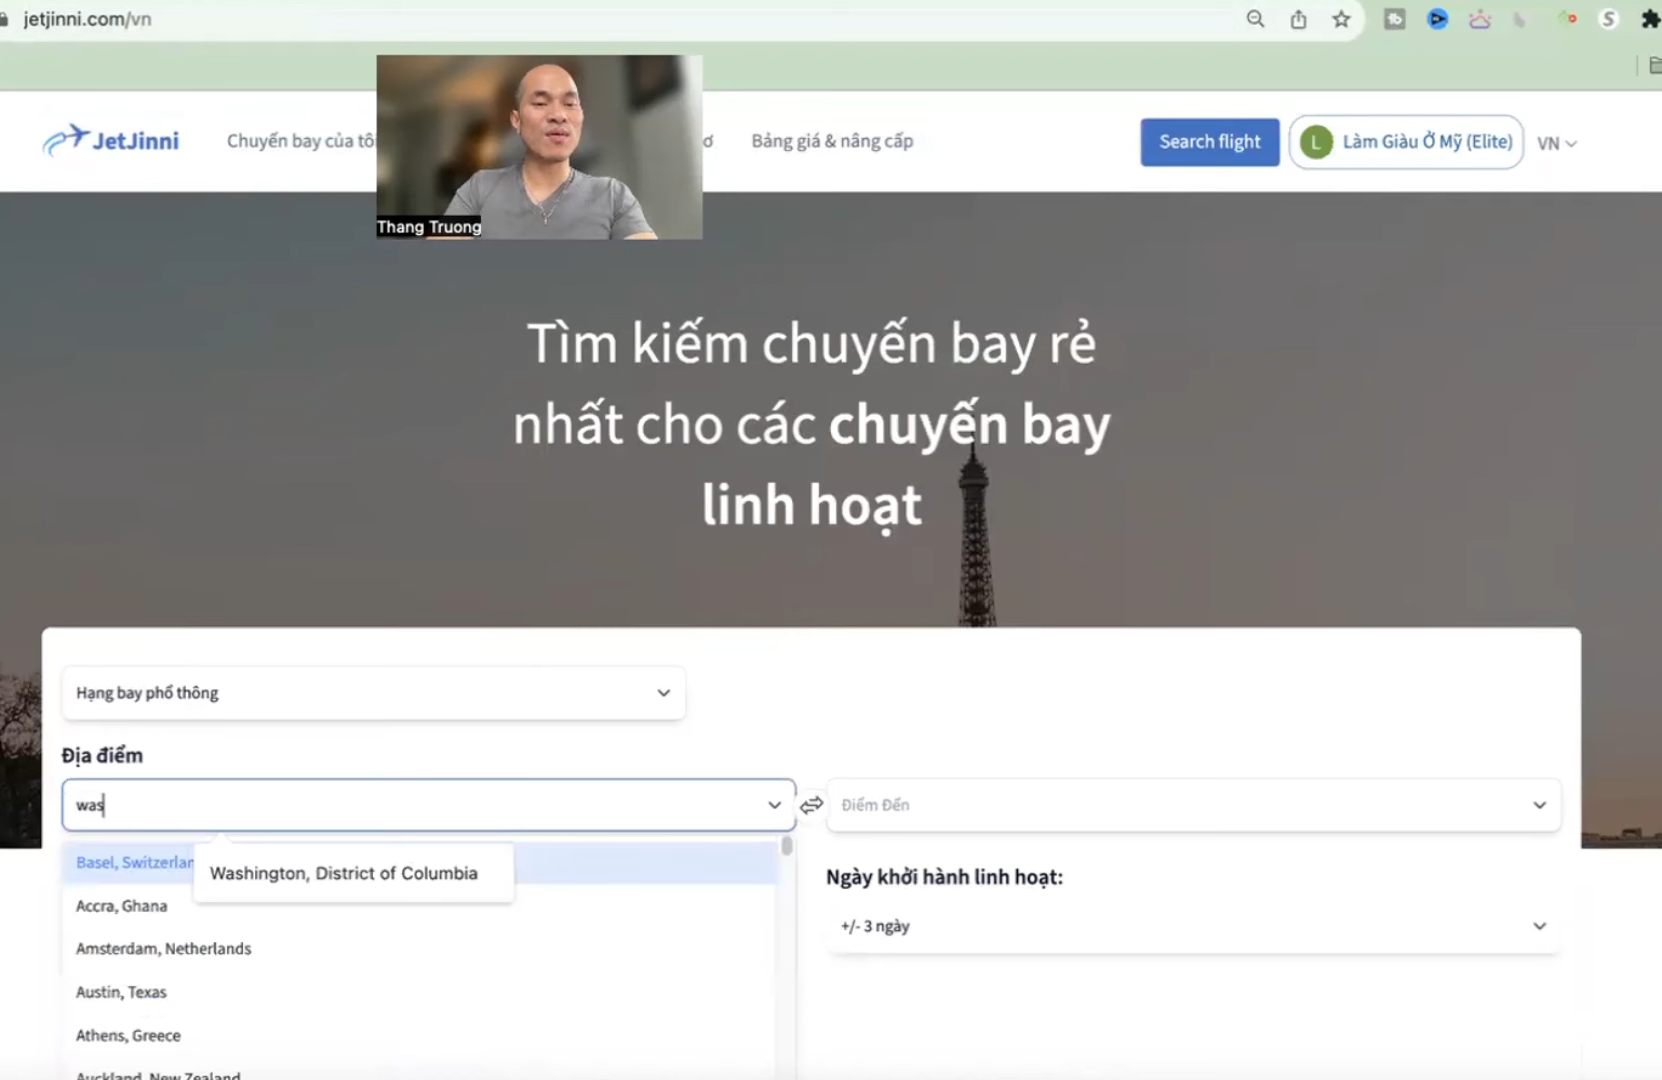 jetjinni.com/vn
JetJinni
Chuyến bay của tôi
Bảng giá & nâng cấp
Search flight
L
Làm Giàu Ở Mỹ (Elite)
VN
Thang Truong
Tìm kiếm chuyến bay rẻ
nhất cho các chuyến bay
linh hoạt
Hạng bay phổ thông
Địa điểm
was
Điểm Đến
Basel, Switzerlan
Washington, District of Columbia
Ngày khởi hành linh hoạt:
Accra, Ghana
+/- 3 ngày
Amsterdam, Netherlands
Austin, Texas
Athens, Greece
Auckland, New Zealand